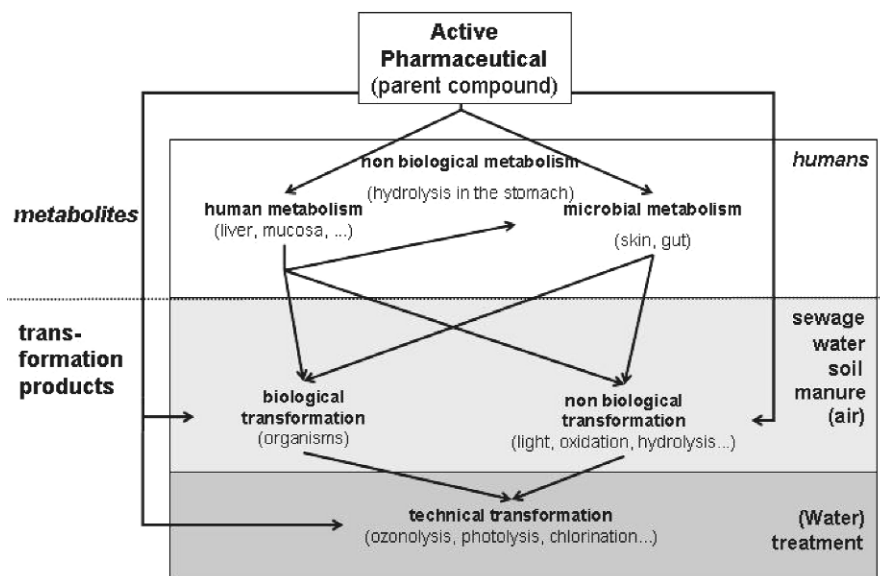 Active
Pharmaceutical
(parent compound)
non biological metabolism
humans
(hydrolysis in the stomach)
metabolites
human metabolism
(liver, mucosa, ...)
microbial metabolism
(skin, gut)
trans-
formation
products
sewage
water
soil
manure
(air)
biological
transformation
(organisms)
non biological
transformation
(light, oxidation, hydrolysis...)
technical transformation
(ozonolysis, photolysis, chlorination...)
(Water)
treatment